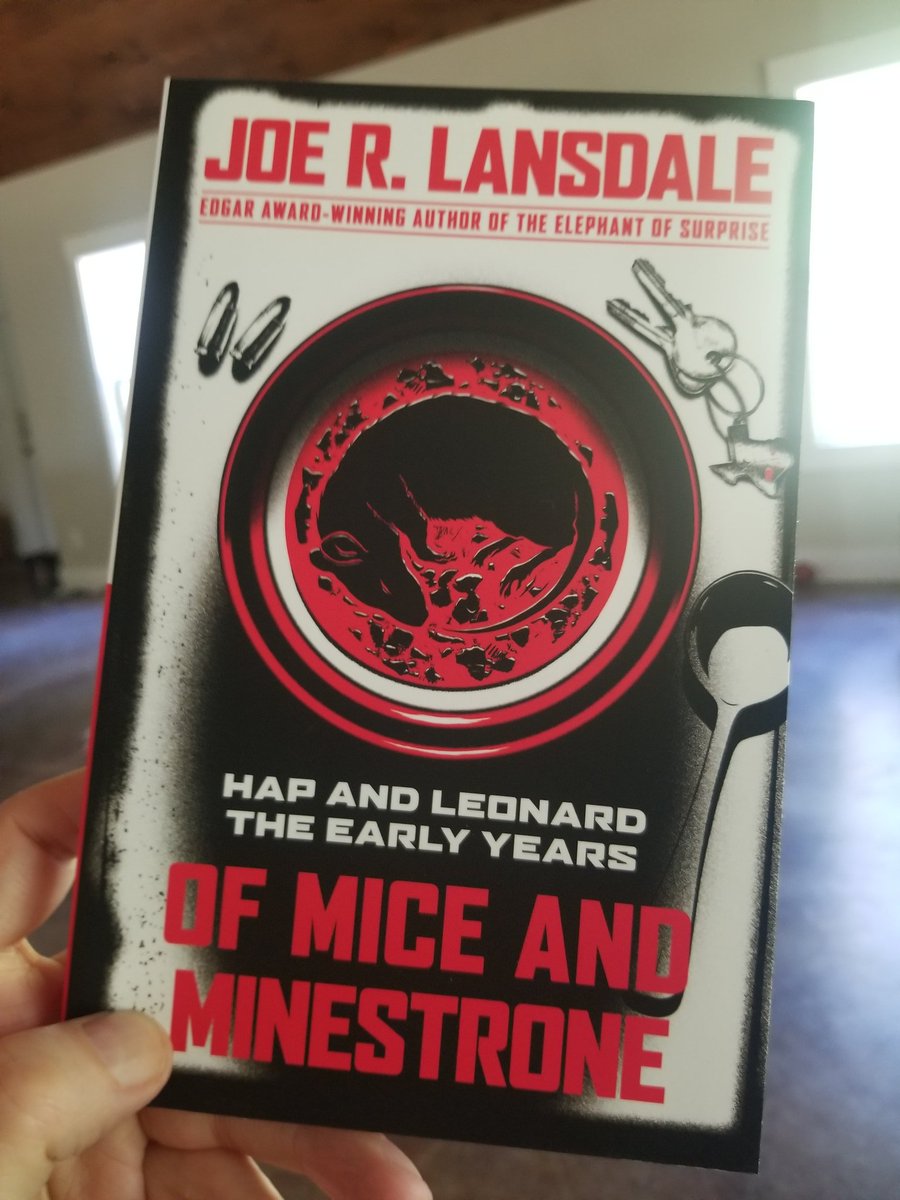 JOE R. LANSDALE
EDGAR AWARD-WINNING AUTHOR OF THE ELEPHANT OF SURPRISE
HAP AND LEONARD
THE EARLY YEARS
OF MICE AND
MINESTRONE